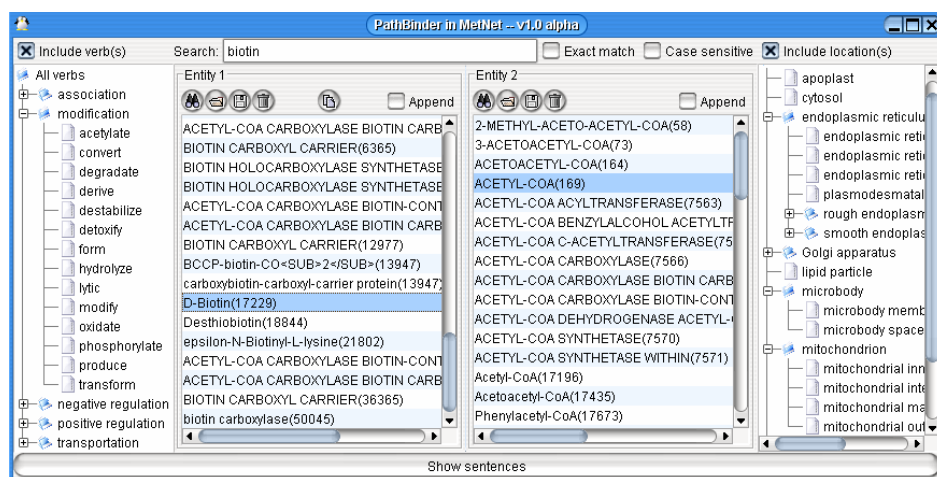 PathBinder in MetNet -- v1.0 alpha
Include verb(s)
Search: biotin
Exact match
Case sensitive
Include location(s)
All verbs
association
modification
acetylate
convert
degradate
derive
destabilize
detoxify
form
hydrolyze
lytic
modify
oxidate
phosphorylate
produce
transform
negative regulation
positive regulation
transportation
Entity 1
Append
ACETYL-COA CARBOXYLASE BIOTIN CARB
BIOTIN CARBOXYL CARRIER(6365)
BIOTIN HOLOCARBOXYLASE SYNTHETASE
BIOTIN HOLOCARBOXYLASE SYNTHETASE
ACETYL-COA CARBOXYLASE BIOTIN-CONT
ACETYL-COA CARBOXYLASE BIOTIN CARB
BIOTIN CARBOXYL CARRIER(12977)
BCCP-biotin-CO<SUB>2</SUB>(13947)
carboxybiotin-carboxyl-carrier protein(13947)
D-Biotin(17229)
Desthiobiotin(18844)
epsilon-N-Biotinyl-L-lysine(21802)
ACETYL-COA CARBOXYLASE BIOTIN-CONT
ACETYL-COA CARBOXYLASE BIOTIN CARB
BIOTIN CARBOXYL CARRIER(36365)
biotin carboxylase(50045)
Entity 2
Append
2-METHYL-ACETO-ACETYL-COA(58)
3-ACETOACETYL-COA(73)
ACETOACETYL-COA(164)
ACETYL-COA(169)
ACETYL-COA ACYLTRANSFERASE(7563)
ACETYL-COA BENZYLALCOHOL ACETYLTF
ACETYL-COA C-ACETYLTRANSFERASE(75
ACETYL-COA CARBOXYLASE(7566)
ACETYL-COA CARBOXYLASE BIOTIN CARB
ACETYL-COA CARBOXYLASE BIOTIN-CONT
ACETYL-COA DEHYDROGENASE ACETYL-
ACETYL-COA SYNTHETASE(7570)
ACETYL-COA SYNTHETASE WITHIN(7571)
Acetyl-CoA(17196)
Acetoacetyl-CoA(17435)
Phenylacetyl-CoA(17673)
apoplast
cytosol
endoplasmic reticulu
endoplasmic reti
endoplasmic reti
endoplasmic reti
plasmodesmatal
rough endoplasm
smooth endoplas
Golgi apparatus
lipid particle
microbody
microbody memb
microbody space
mitochondrion
mitochondrial inn
mitochondrial inte
mitochondrial ma
mitochondrial out
Show sentences